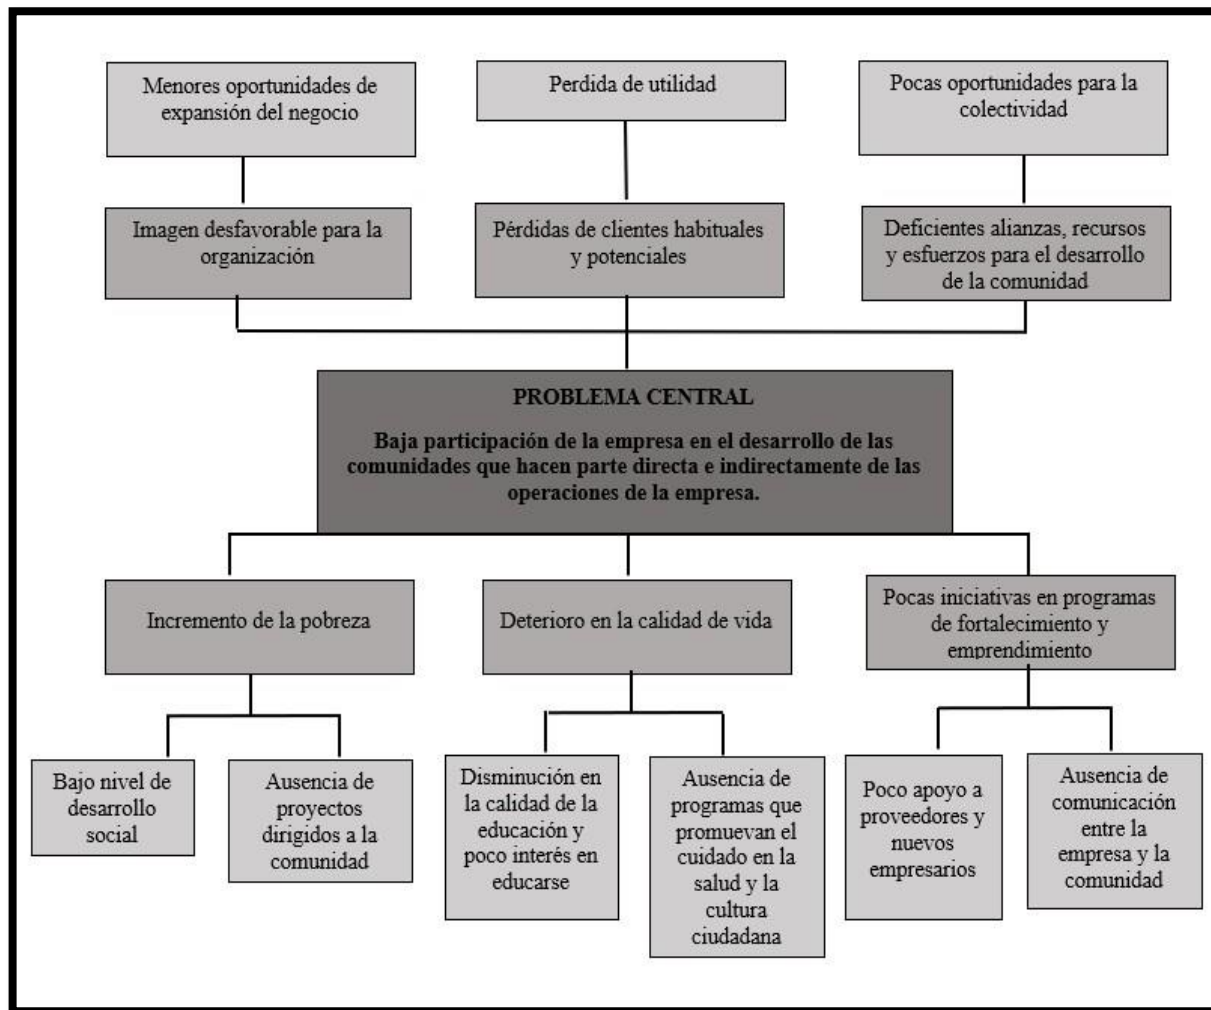 Menores oportunidades de
expansión del negocio
Perdida de utilidad
Pocas oportunidades para la
colectividad
Imagen desfavorable para la
organización
Pérdidas de clientes habituales
y potenciales
Deficientes alianzas, recursos
y esfuerzos para el desarrollo
de la comunidad
PROBLEMA CENTRAL
Baja participación de la empresa en el desarrollo de las
comunidades que hacen parte directa e indirectamente de las
operaciones de la empresa.
Incremento de la pobreza
Deterioro en la calidad de vida
Pocas iniciativas en programas
de fortalecimiento y
emprendimiento
Bajo nivel de
desarrollo
social
Ausencia de
proyectos
dirigidos a la
comunidad
Disminución en
la calidad de la
educación y
poco interés en
educarse
Ausencia de
programas que
promuevan el
cuidado en la
salud y la
cultura
ciudadana
Poco apoyo a
proveedores y
nuevos
empresarios
Ausencia de
comunicación
entre la
empresa y la
comunidad